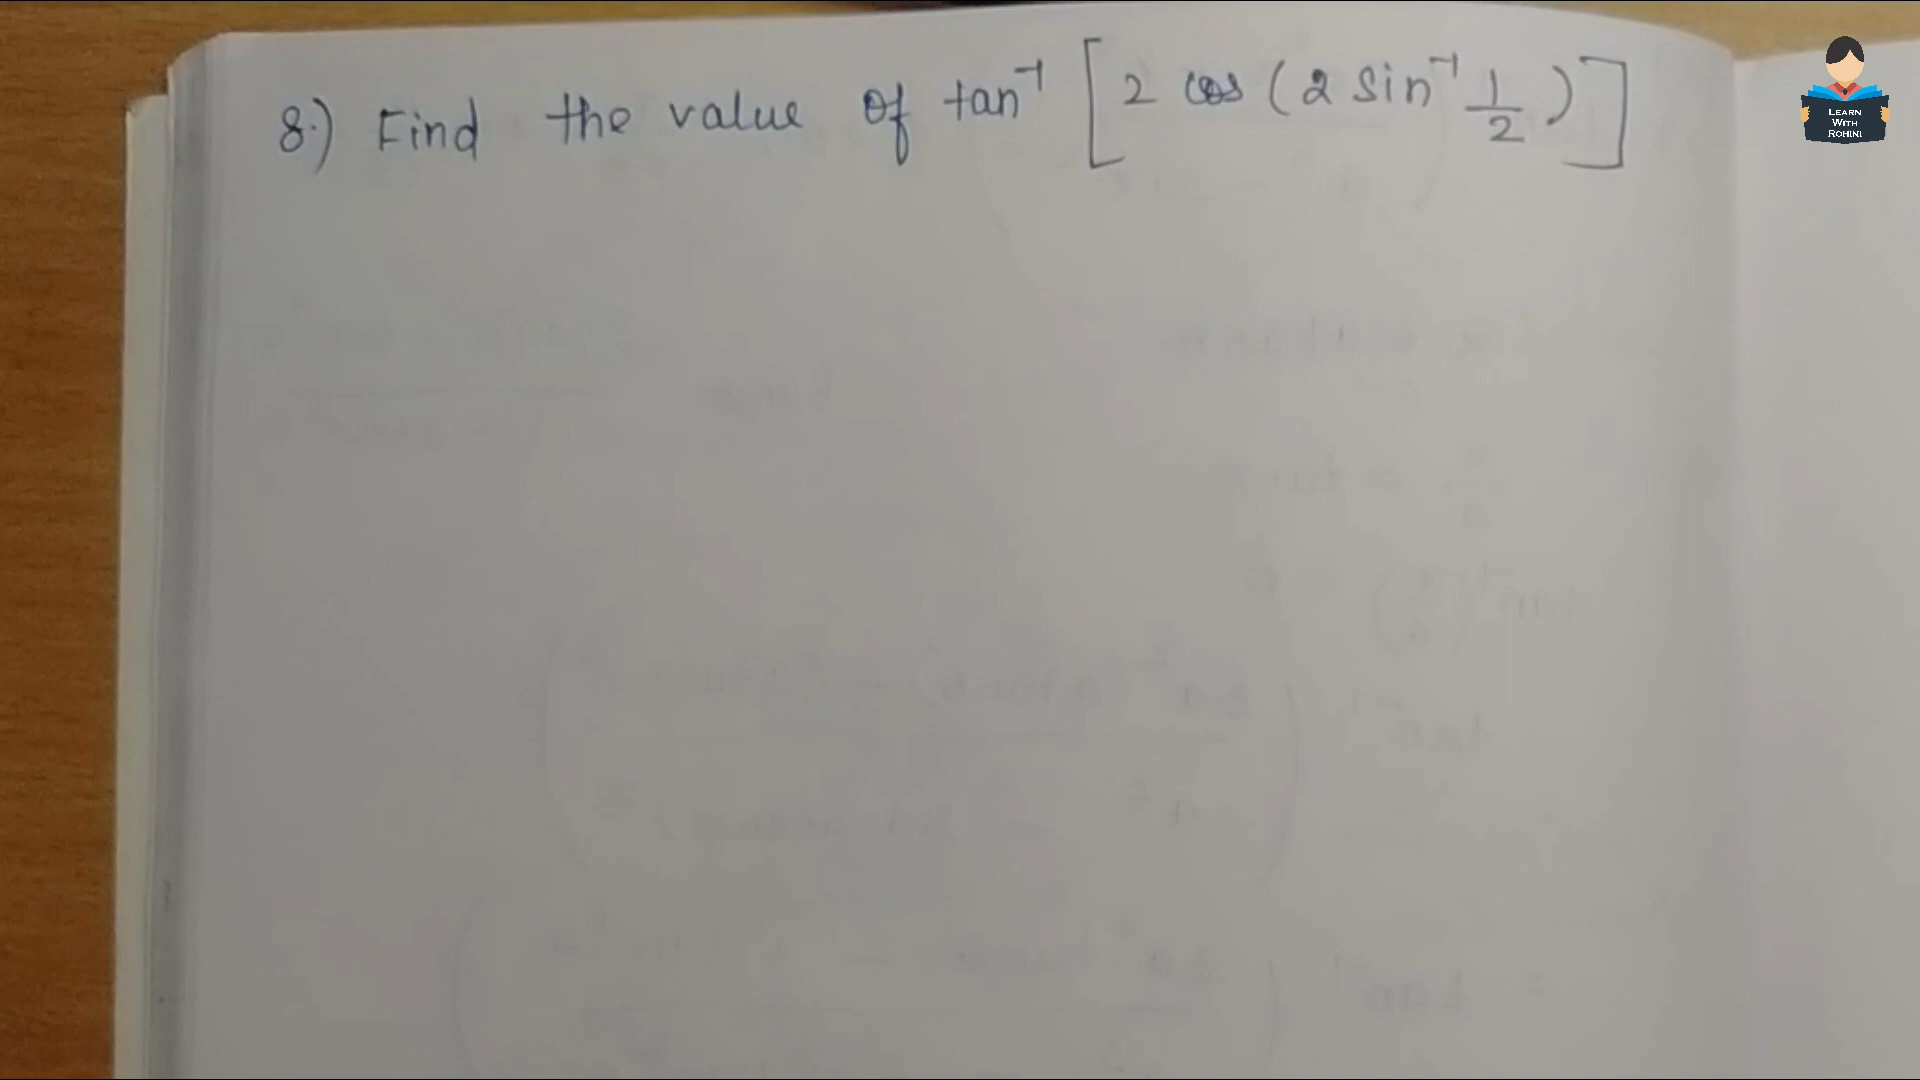 8.) Find the value of tan⁻¹ [2 cos (2 sin⁻¹ 1/2)]
LEARN
WITH
ROHINI